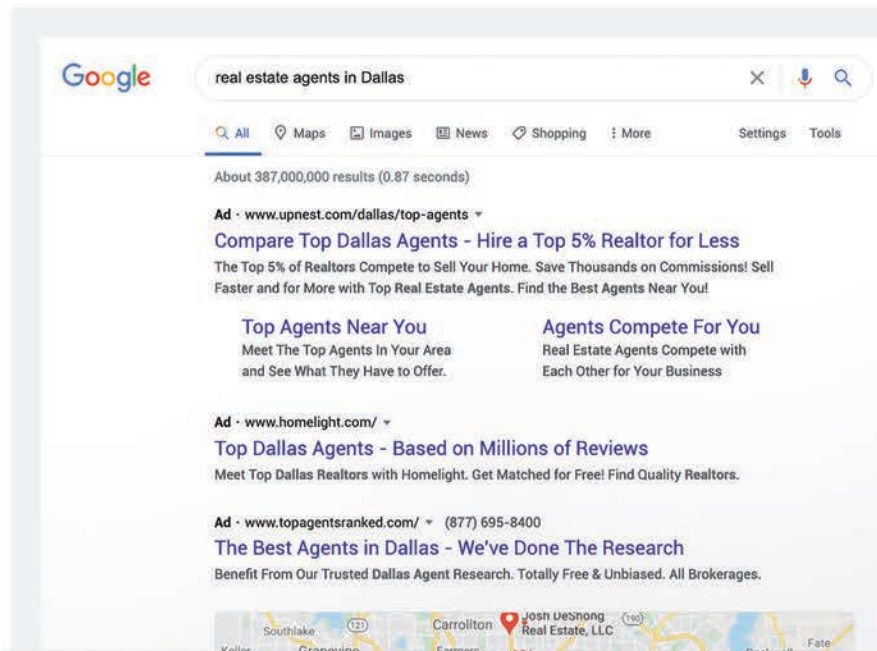 Google
real estate agents in Dallas
All Maps Images News Shopping More Settings Tools
About 387,000,000 results (0.87 seconds)
Ad · www.upnest.com/dallas/top-agents
Compare Top Dallas Agents - Hire a Top 5% Realtor for Less
The Top 5% of Realtors Compete to Sell Your Home. Save Thousands on Commissions! Sell
Faster and for More with Top Real Estate Agents. Find the Best Agents Near You!
Top Agents Near You
Meet The Top Agents In Your Area
and See What They Have to Offer.
Agents Compete For You
Real Estate Agents Compete with
Each Other for Your Business
Ad · www.homelight.com/
Top Dallas Agents - Based on Millions of Reviews
Meet Top Dallas Realtors with Homelight. Get Matched for Free! Find Quality Realtors.
Ad · www.topagentsranked.com/ (877) 695-8400
The Best Agents in Dallas - We've Done The Research
Benefit From Our Trusted Dallas Agent Research. Totally Free & Unbiased. All Brokerages.
Josh DeShong
Real Estate, LLC
Southlake
121
Carrollton
190
Keller
Grapevine
Farmers
Fate